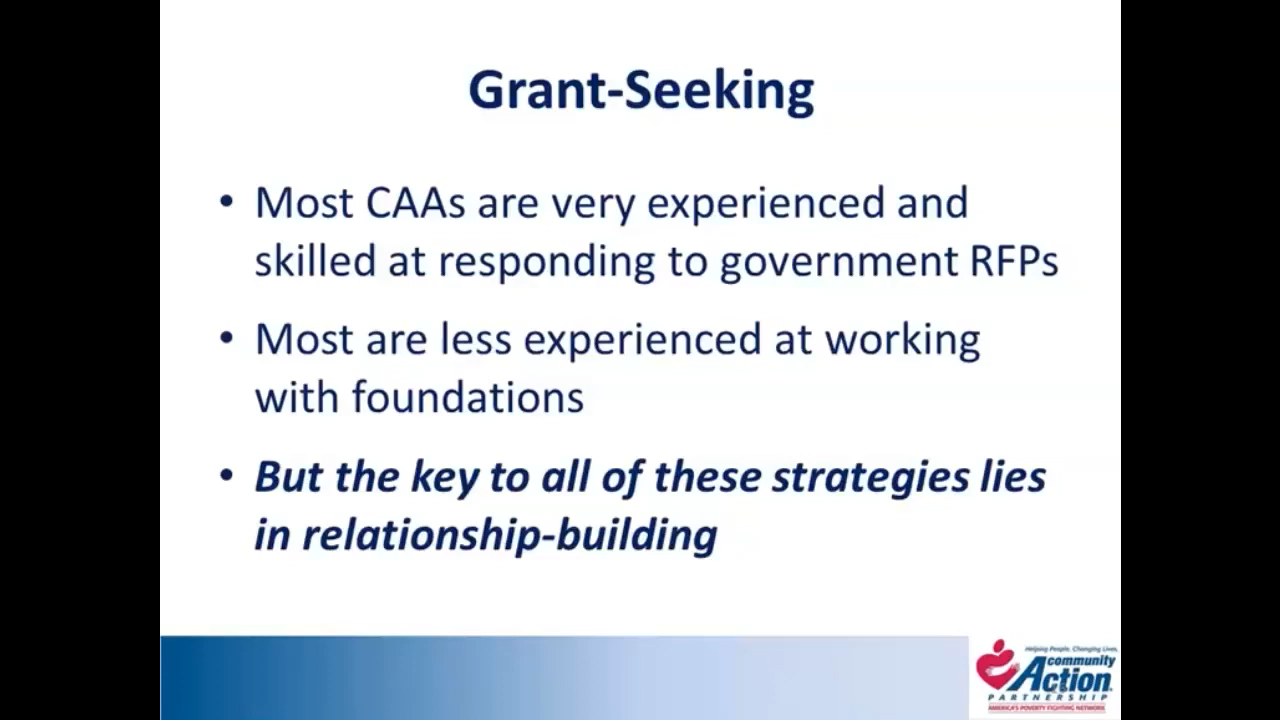 Grant-Seeking
• Most CAAs are very experienced and
skilled at responding to government RFPs
• Most are less experienced at working
with foundations
• But the key to all of these strategies lies
in relationship-building
Helping People. Changing Lives.
community
Action
PARTNERSHIP
AMERICA'S POVERTY FIGHTING NETWORK